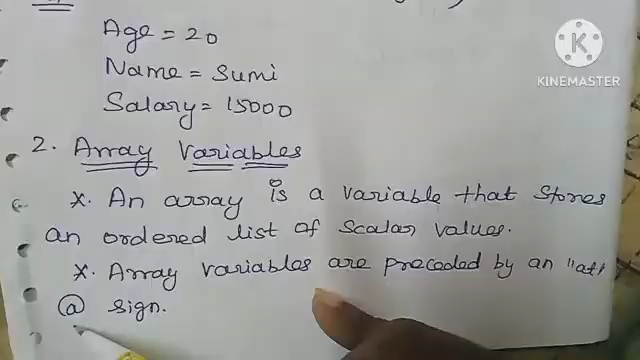 Age = 20
Name = Sumi
Salary = 15000
KINEMASTER
2. Array Variables
*. An array is a variable that stores
an ordered list of scalar values.
*. Array variables are preceded by an "at"
@ sign.